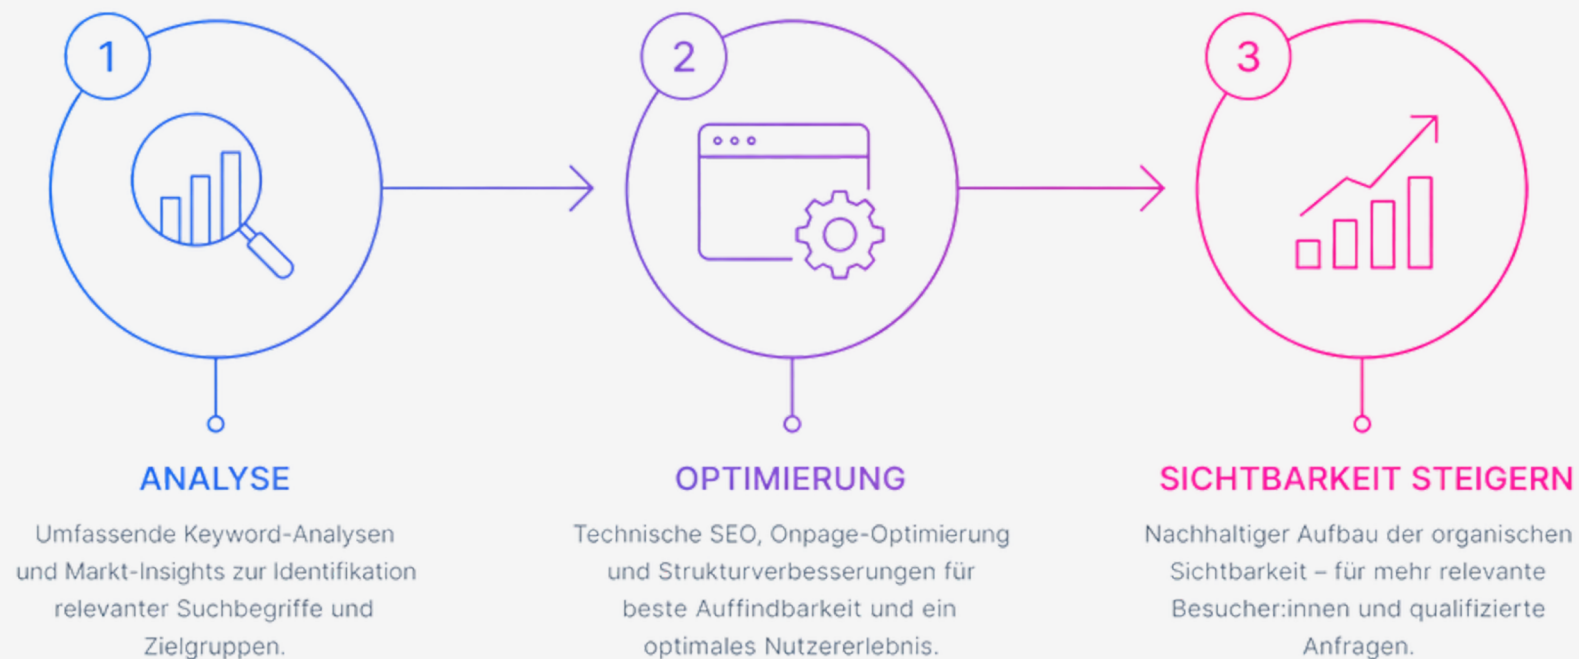 1
2
3
ANALYSE
Umfassende Keyword-Analysen
und Markt-Insights zur Identifikation
relevanter Suchbegriffe und
Zielgruppen.
OPTIMIERUNG
Technische SEO, Onpage-Optimierung
und Strukturverbesserungen für
beste Auffindbarkeit und ein
optimales Nutzererlebnis.
SICHTBARKEIT STEIGERN
Nachhaltiger Aufbau der organischen
Sichtbarkeit – für mehr relevante
Besucher:innen und qualifizierte
Anfragen.